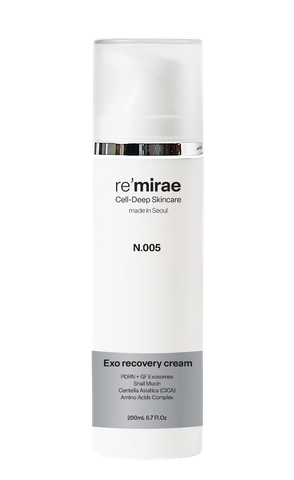 re'mirae
Cell-Deep Skincare
made In Seoul
N.005
Exo recovery cream
PDRN + GF Exosomes
Snail Mucin
Centella Asiatica (CICA)
Amino Acids Complex
200mL 6.7 Fl.Oz